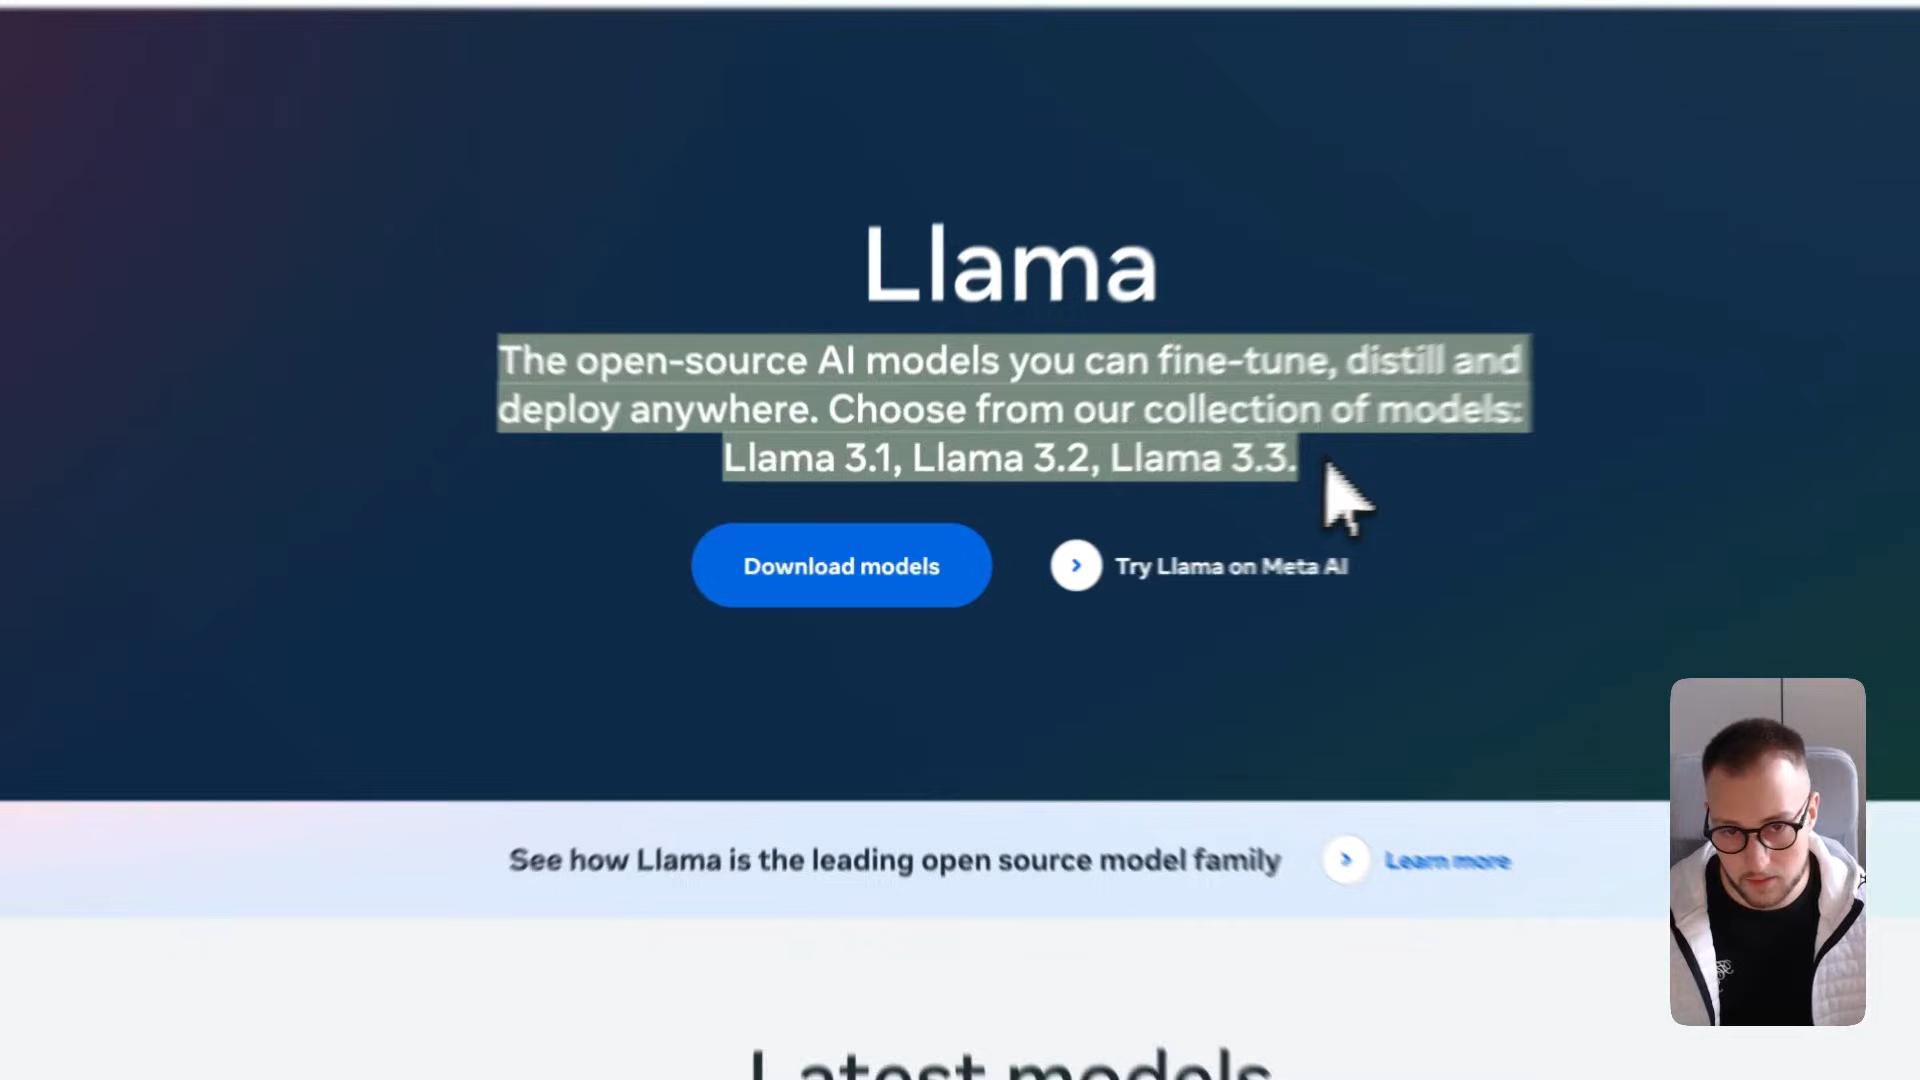 Llama
The open-source AI models you can fine-tune, distill and
deploy anywhere. Choose from our collection of models:
Llama 3.1, Llama 3.2, Llama 3.3.
Download models
Try Llama on Meta AI
See how Llama is the leading open source model family
Learn more
Latest models